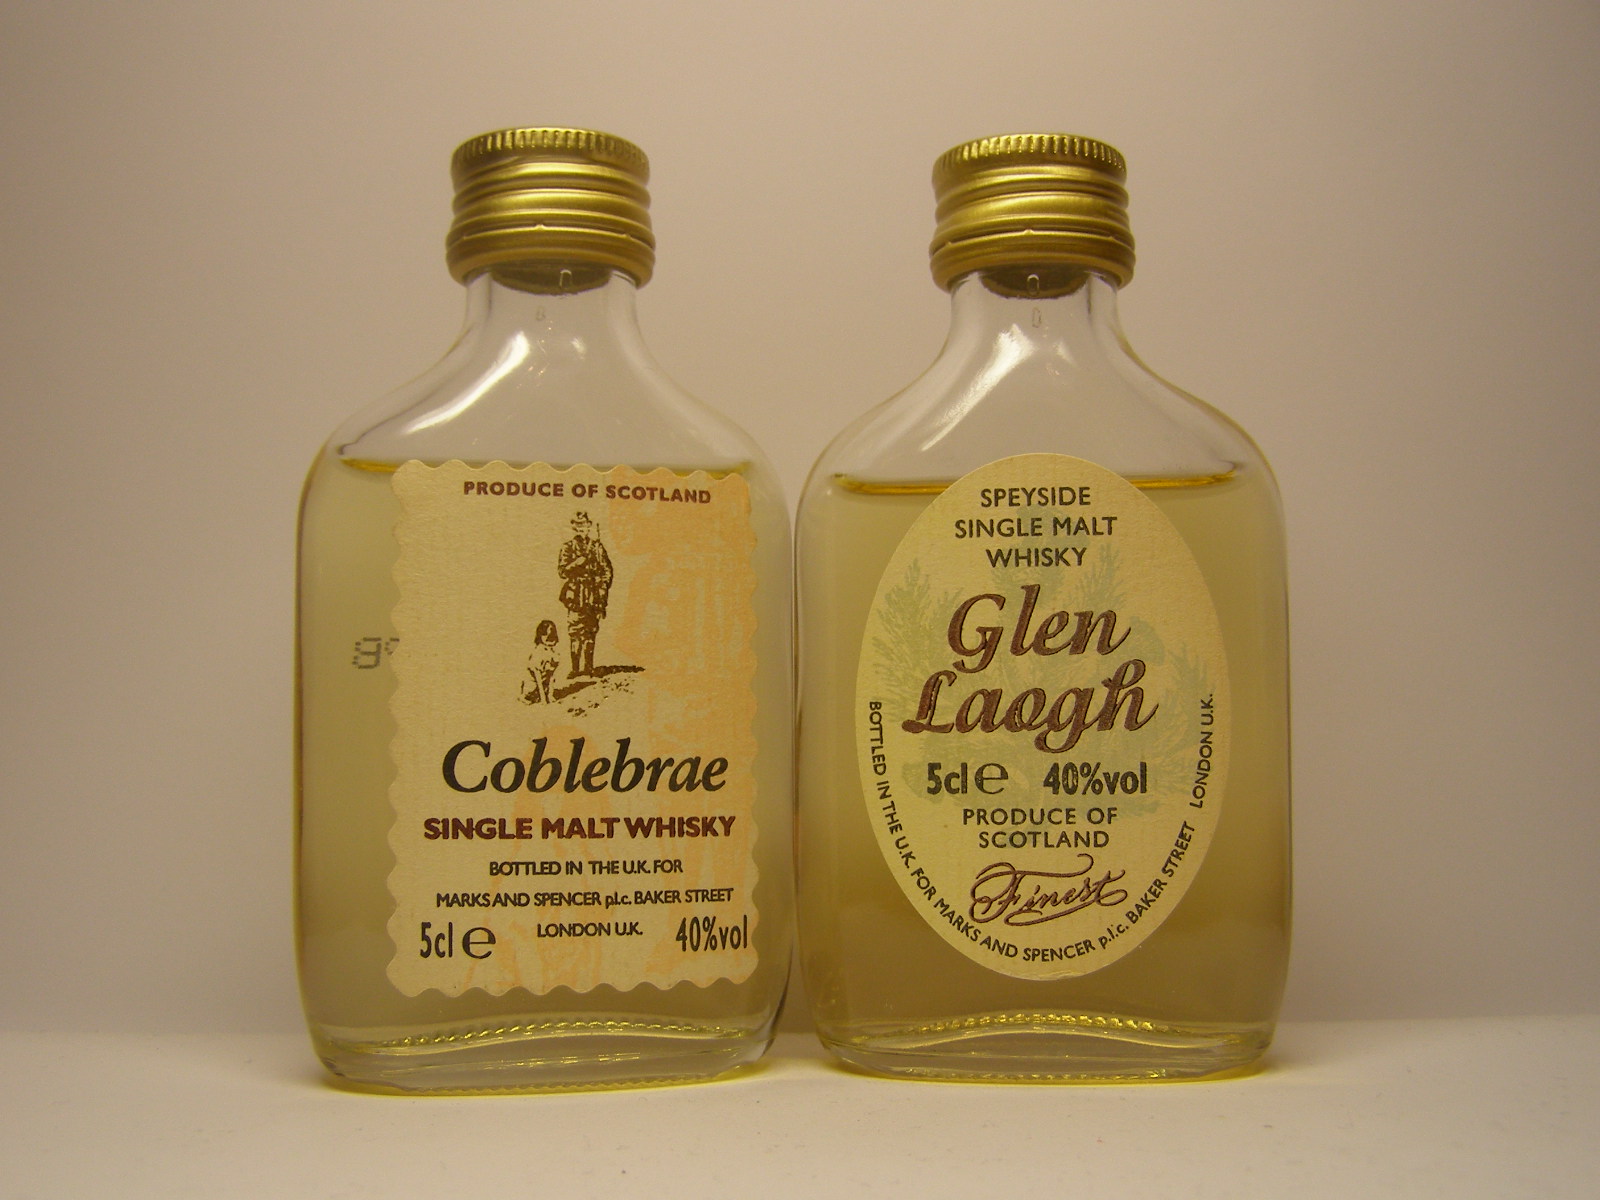 PRODUCE OF SCOTLAND
Coblebrae
SINGLE MALT WHISKY
BOTTLED IN THE U.K. FOR
MARKS AND SPENCER p.l.c. BAKER STREET
LONDON U.K.
5cl e 40%vol
SPEYSIDE
SINGLE MALT
WHISKY
Glen
Laogh
5cl e 40%vol
PRODUCE OF
SCOTLAND
Finest
BOTTLED IN THE U.K. FOR MARKS AND SPENCER p.l.c. BAKER STREET LONDON U.K.